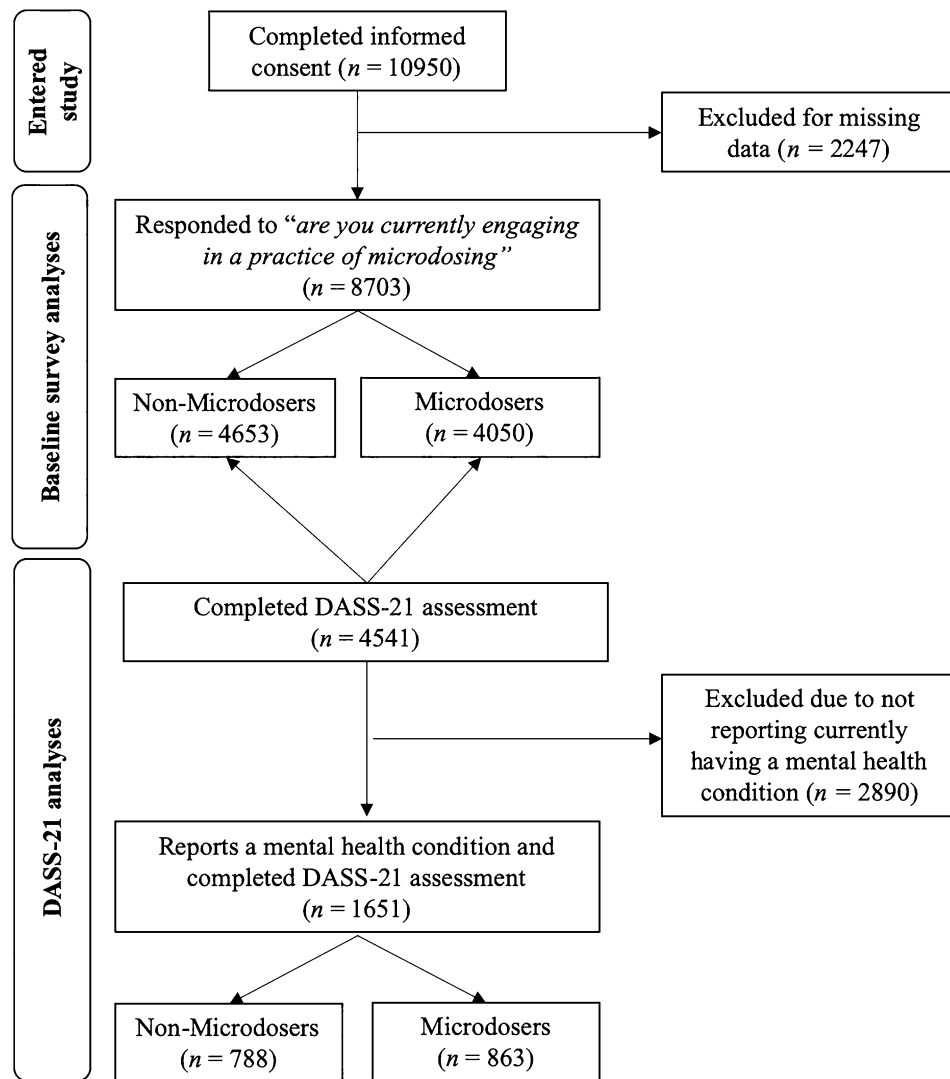 Entered
study
Completed informed
consent (n = 10950)
Excluded for missing
data (n = 2247)
Baseline survey analyses
Responded to “are you currently engaging
in a practice of microdosing”
(n = 8703)
Non-Microdosers
(n = 4653)
Microdosers
(n = 4050)
DASS-21 analyses
Completed DASS-21 assessment
(n = 4541)
Excluded due to not
reporting currently
having a mental health
condition (n = 2890)
Reports a mental health condition and
completed DASS-21 assessment
(n = 1651)
Non-Microdosers
(n = 788)
Microdosers
(n = 863)